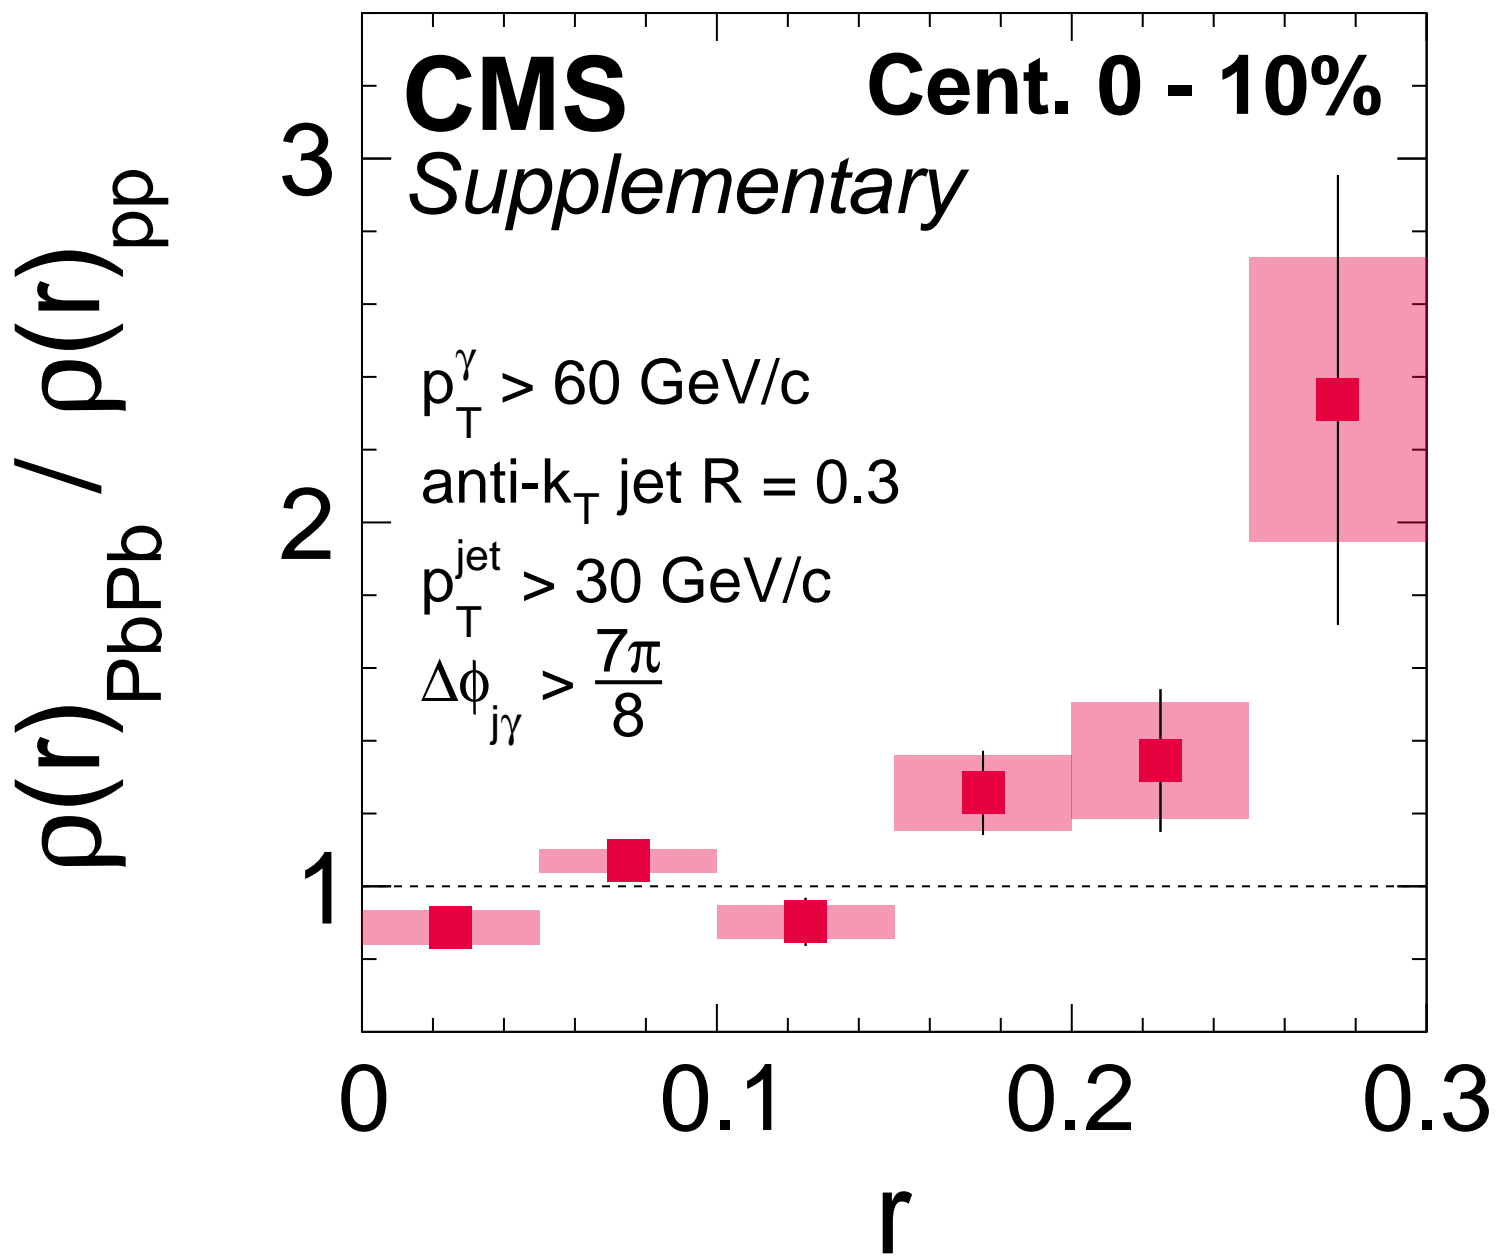 CMS
Cent. 0 - 10%
Supplementary
p_T^γ > 60 GeV/c
anti-k_T jet R = 0.3
p_T^jet > 30 GeV/c
Δϕ_jγ > 7π/8
ρ(r)_PbPb / ρ(r)_pp
3
2
1
0 0.1 0.2 0.3
r